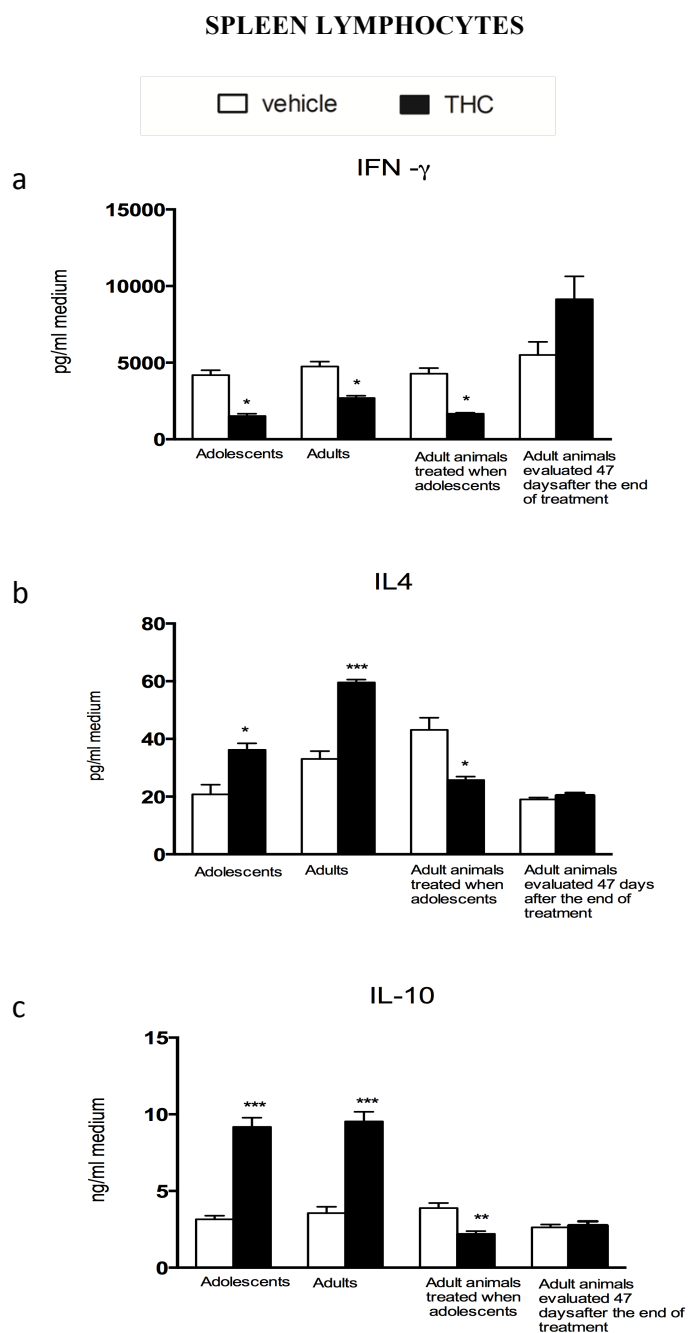 SPLEEN LYMPHOCYTES
vehicle THC
a
IFN -γ
15000
10000
5000
0
pg/ml medium
* * *
Adolescents
Adults
Adult animals
treated when
adolescents
Adult animals
evaluated 47
daysafter the end
of treatment
b
IL4
80
60
40
20
0
pg/ml medium
* *** *
Adolescents
Adults
Adult animals
treated when
adolescents
Adult animals
evaluated 47 days
after the end of
treatment
c
IL-10
15
10
5
0
ng/ml medium
*** *** **
Adolescents
Adults
Adult animals
treated when
adolescents
Adult animals
evaluated 47
daysafter the end of
treatment